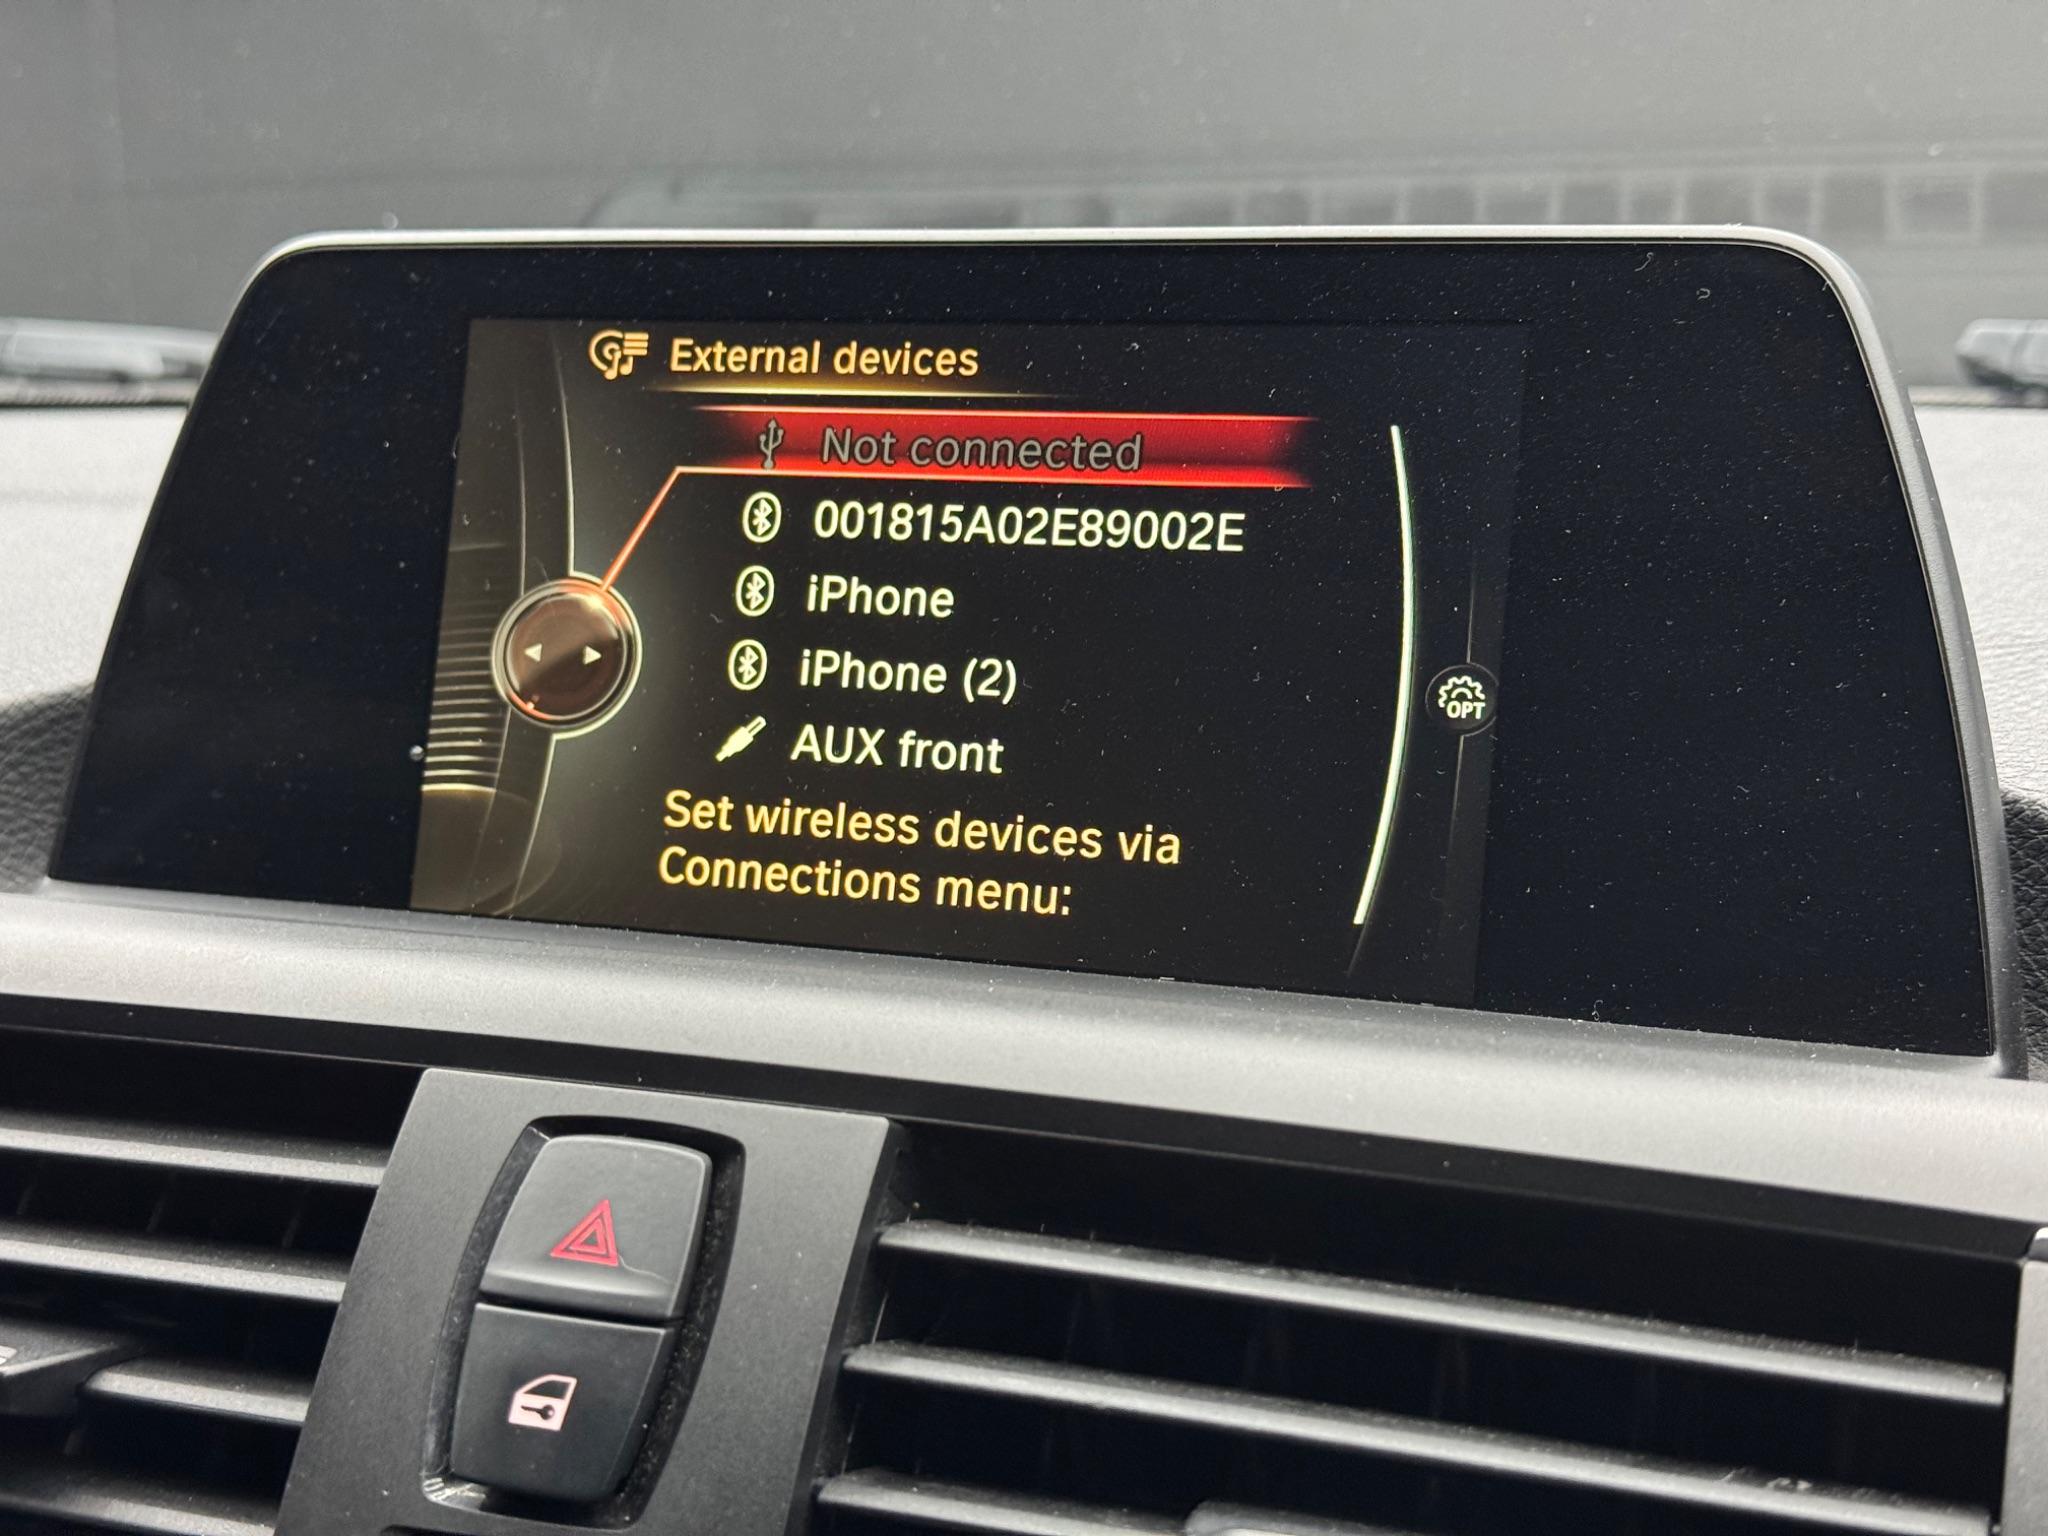 External devices
Not connected
001815A02E89002E
iPhone
iPhone (2)
AUX front
OPT
Set wireless devices via
Connections menu: